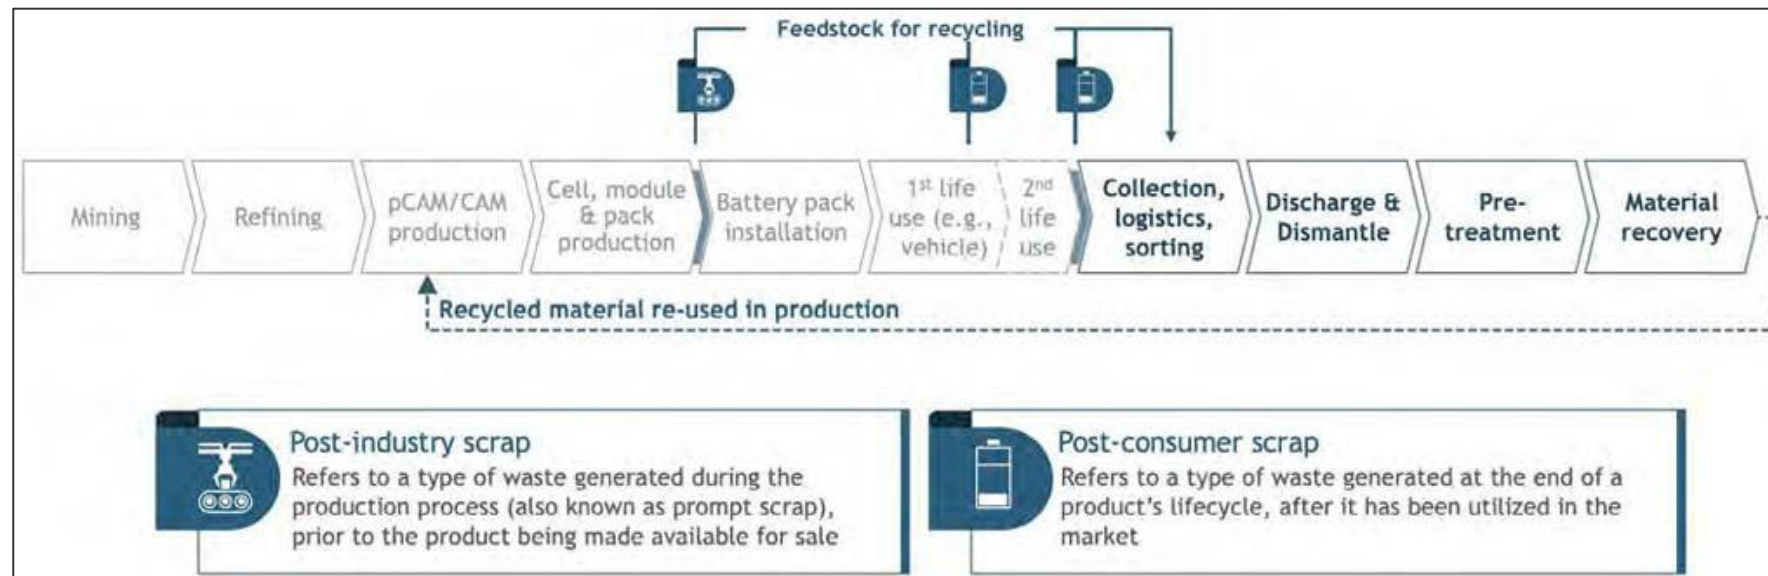 Feedstock for recycling
Mining
Refining
pCAM/CAM
production
Cell, module
& pack
production
Battery pack
installation
1st life
use (e.g.,
vehicle)
2nd
life
use
Collection,
logistics,
sorting
Discharge &
Dismantle
Pre-
treatment
Material
recovery
Recycled material re-used in production
Post-industry scrap
Refers to a type of waste generated during the
production process (also known as prompt scrap),
prior to the product being made available for sale
Post-consumer scrap
Refers to a type of waste generated at the end of a
product's lifecycle, after it has been utilized in the
market